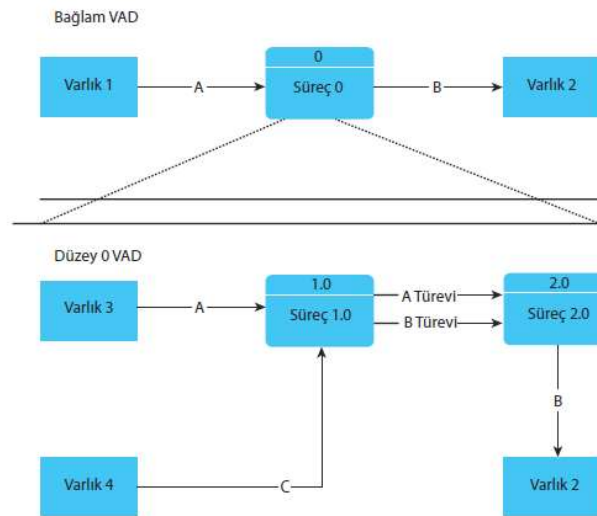 Bağlam VAD
0
Varlık 1
A
Süreç 0
B
Varlık 2
Düzey 0 VAD
1.0
2.0
Varlık 3
A
Süreç 1.0
A Türevi
B Türevi
Süreç 2.0
B
Varlık 4
C
Varlık 2